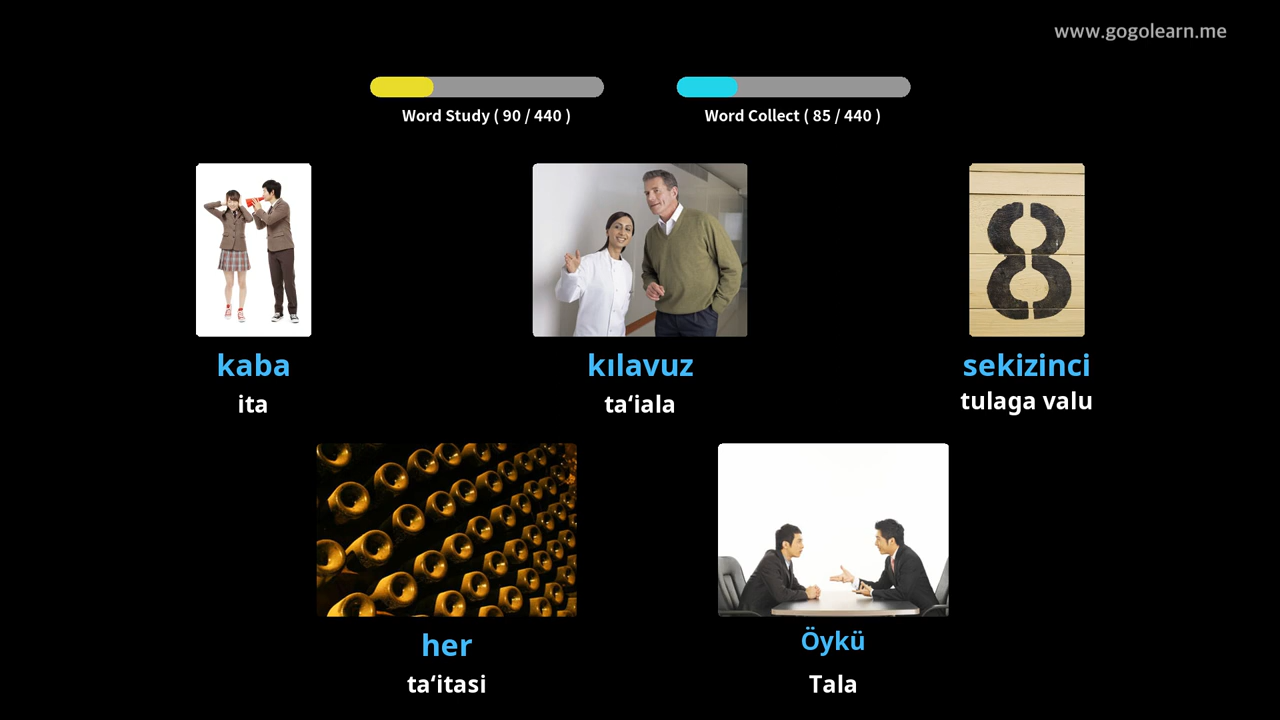 www.gogolearn.me
Word Study ( 90 / 440 )
Word Collect ( 85 / 440 )
kaba
ita
kılavuz
ta‘iala
8
sekizinci
tulaga valu
her
ta‘itasi
Öykü
Tala